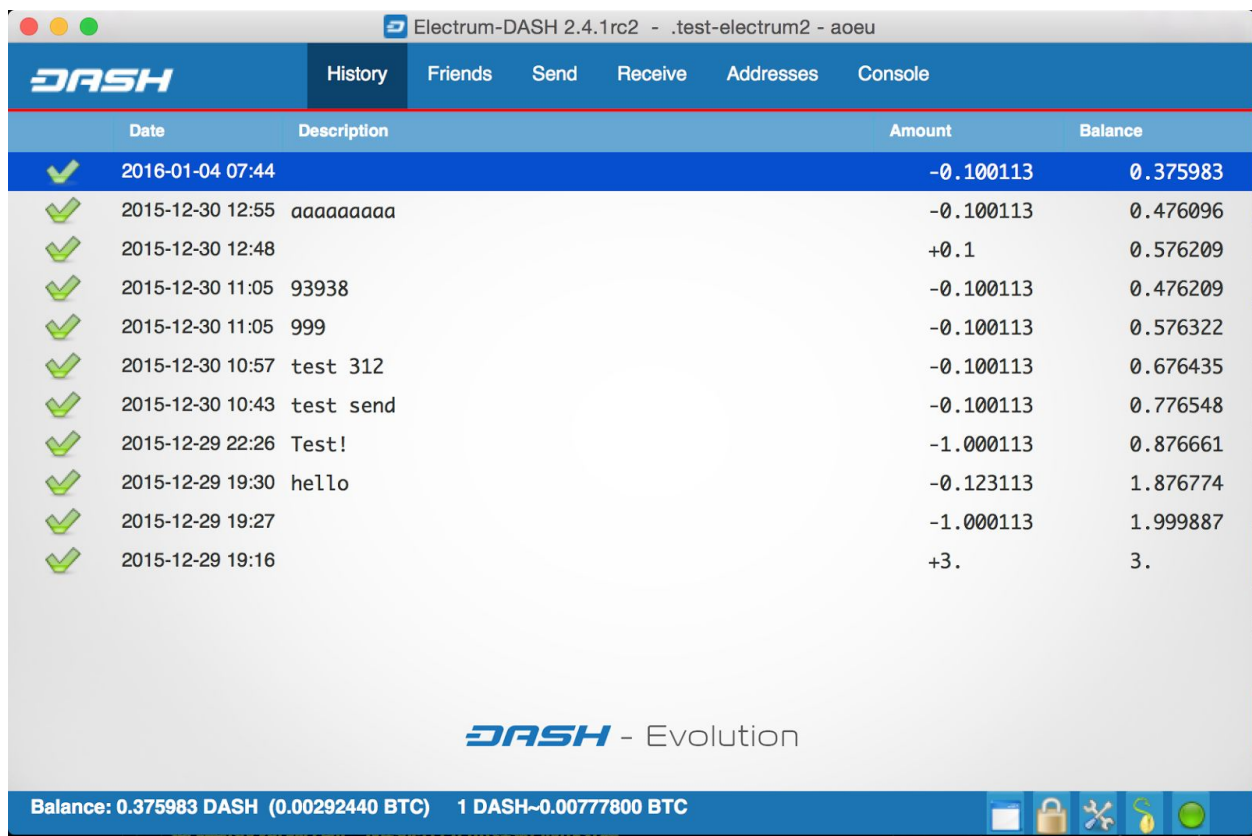 Electrum-DASH 2.4.1rc2 - .test-electrum2 - aoeu
DASH History Friends Send Receive Addresses Console
Date Description Amount Balance
2016-01-04 07:44 -0.100113 0.375983
2015-12-30 12:55 aaaaaaaaa -0.100113 0.476096
2015-12-30 12:48 +0.1 0.576209
2015-12-30 11:05 93938 -0.100113 0.476209
2015-12-30 11:05 999 -0.100113 0.576322
2015-12-30 10:57 test 312 -0.100113 0.676435
2015-12-30 10:43 test send -0.100113 0.776548
2015-12-29 22:26 Test! -1.000113 0.876661
2015-12-29 19:30 hello -0.123113 1.876774
2015-12-29 19:27 -1.000113 1.999887
2015-12-29 19:16 +3. 3.
DASH - Evolution
Balance: 0.375983 DASH (0.00292440 BTC) 1 DASH~0.00777800 BTC